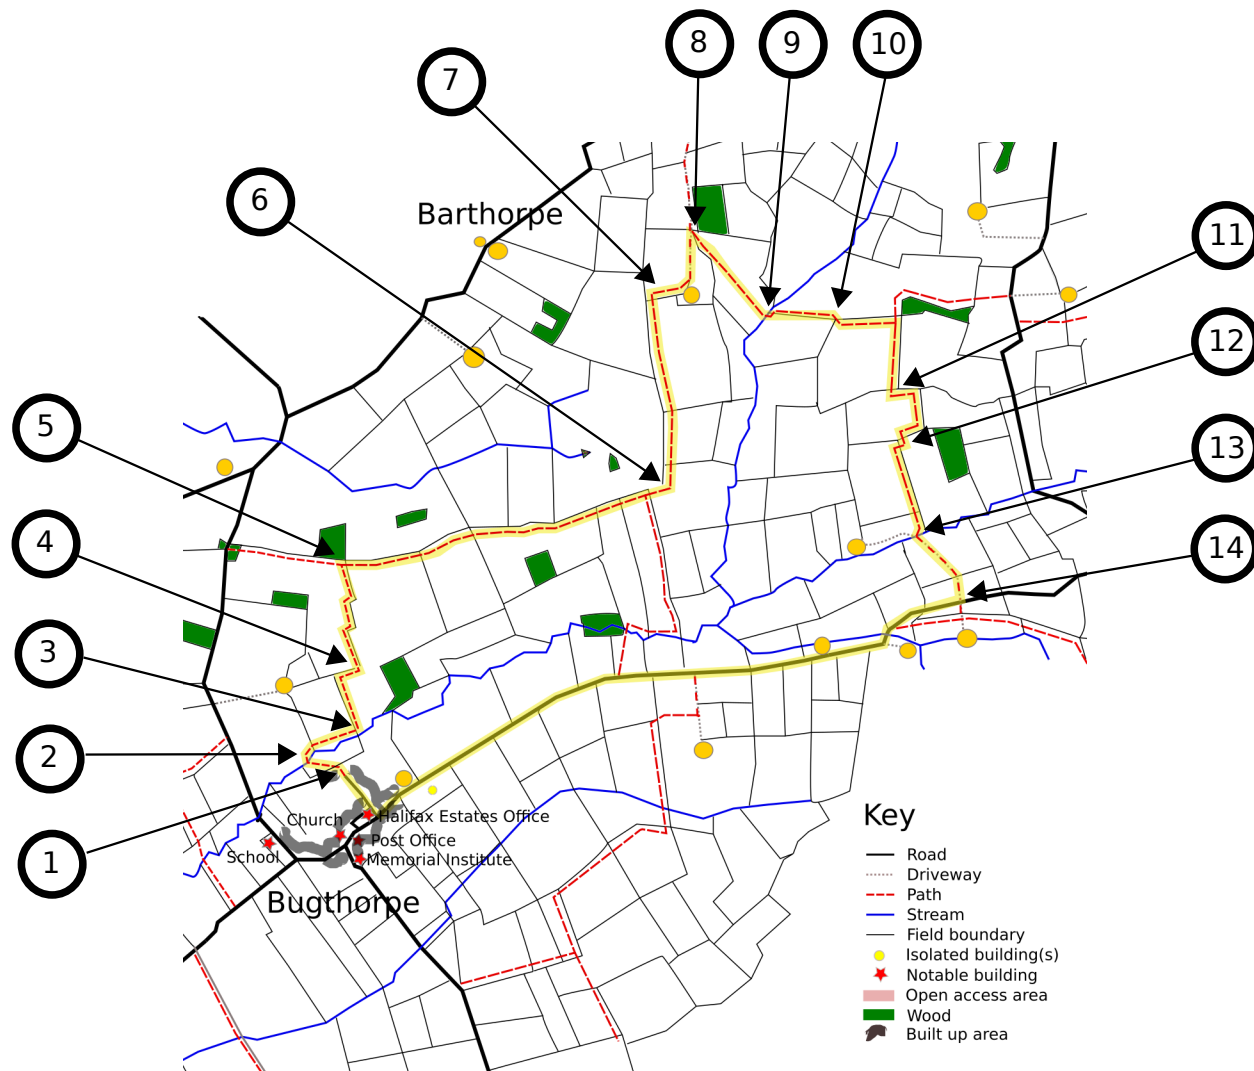 8
9
10
7
6
Barthorpe
11
12
5
13
4
14
3
2
Key
Halifax Estates Office
Church
Post Office
School
Memorial Institute
1
Bugthorpe
Road
Driveway
Path
Stream
Field boundary
Isolated building(s)
Notable building
Open access area
Wood
Built up area